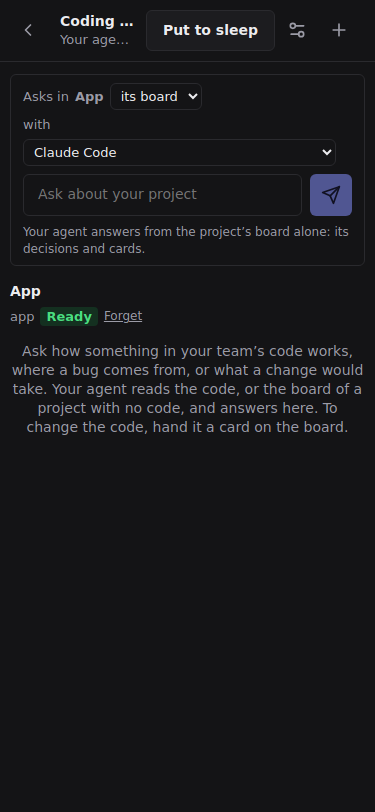 Coding …
Your age…
Put to sleep
Asks in App its board
with
Claude Code
Ask about your project
Your agent answers from the project’s board alone: its
decisions and cards.
App
app Ready Forget
Ask how something in your team’s code works,
where a bug comes from, or what a change would
take. Your agent reads the code, or the board of a
project with no code, and answers here. To
change the code, hand it a card on the board.